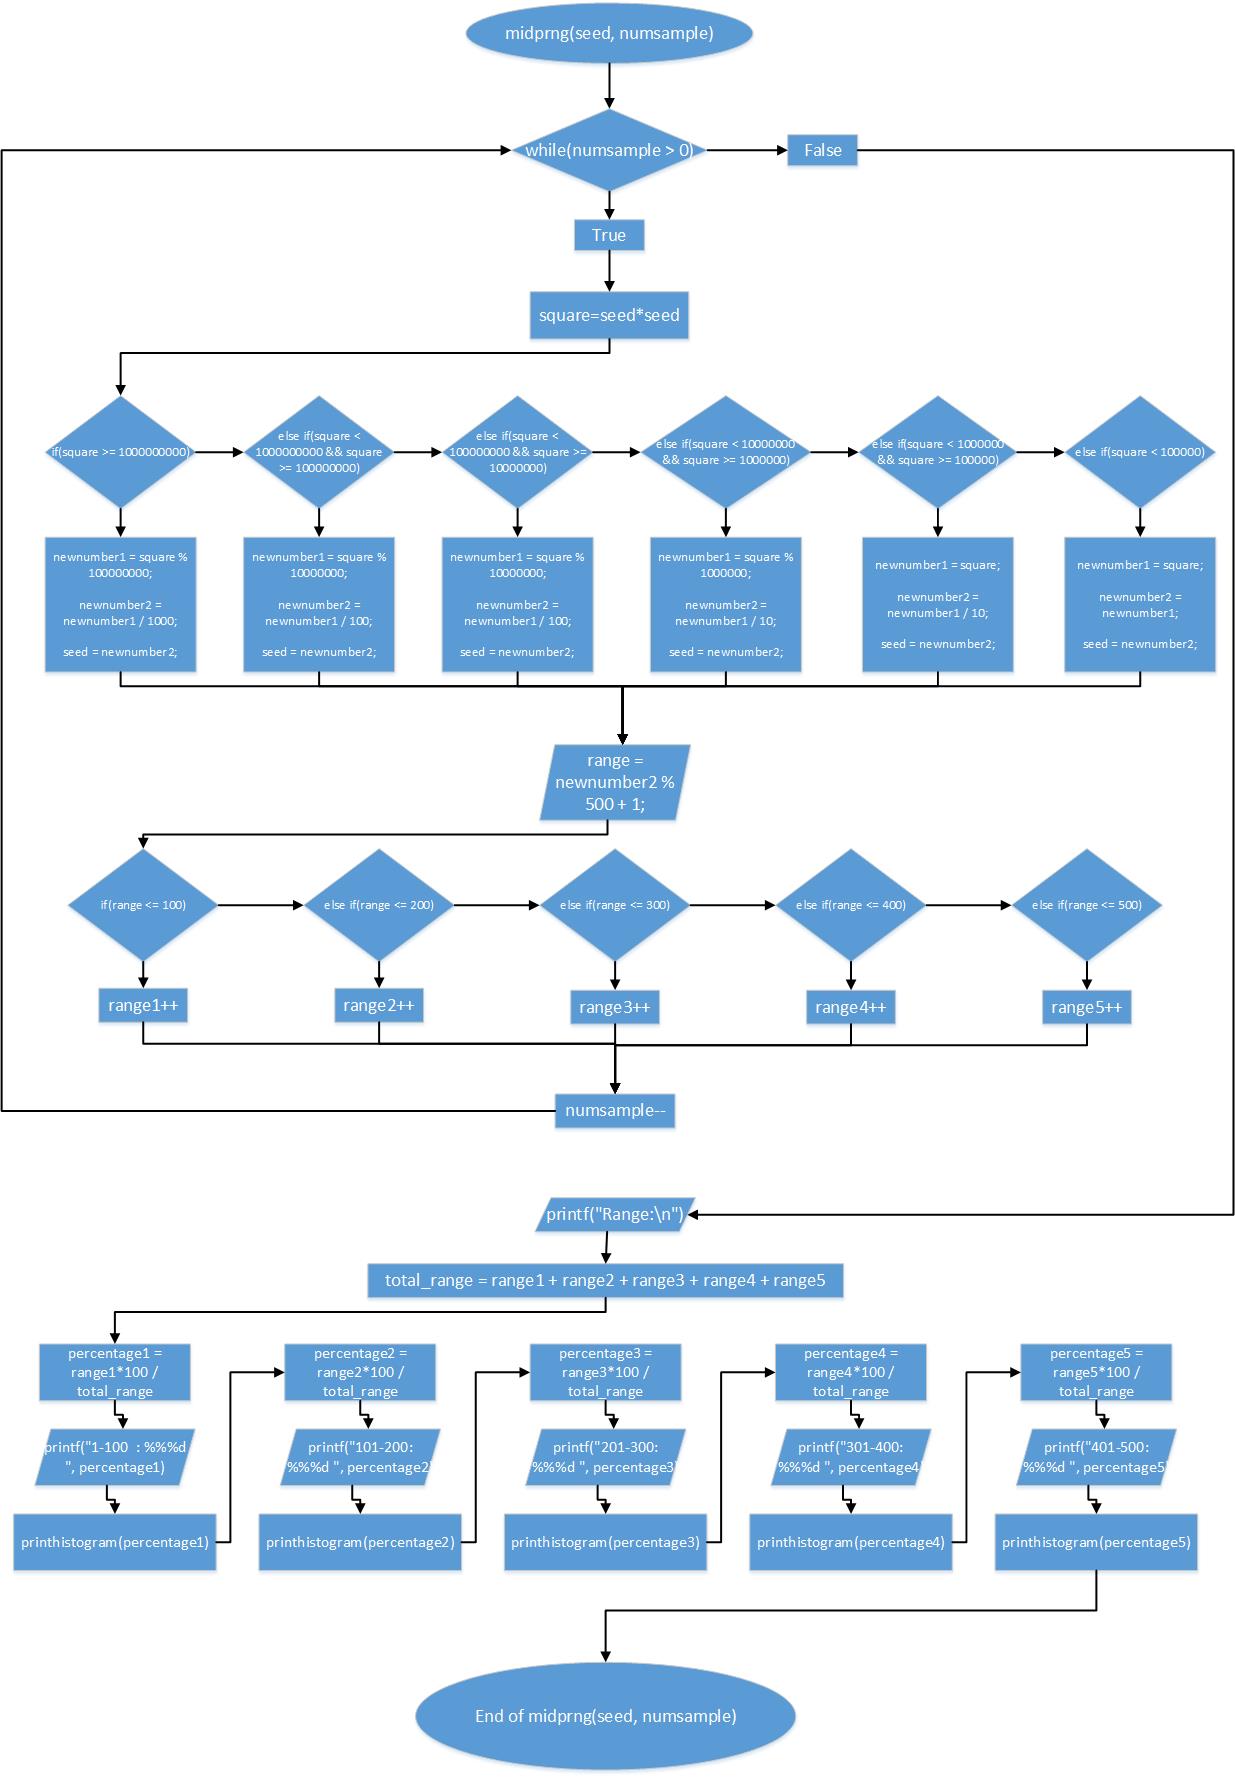 midprng(seed, numsample)
while(numsample > 0)
False
True
square=seed*seed
if(square >= 1000000000)
else if(square <
1000000000 && square
>= 100000000)
else if(square <
100000000 && square >=
10000000)
else if(square < 10000000
&& square >= 1000000)
else if(square < 1000000
&& square >= 100000)
else if(square < 100000)
newnumber1 = square %
100000000;
newnumber2 =
newnumber1 / 1000;
seed = newnumber2;
newnumber1 = square %
10000000;
newnumber2 =
newnumber1 / 100;
seed = newnumber2;
newnumber1 = square %
10000000;
newnumber2 =
newnumber1 / 100;
seed = newnumber2;
newnumber1 = square %
1000000;
newnumber2 =
newnumber1 / 10;
seed = newnumber2;
newnumber1 = square;
newnumber2 =
newnumber1 / 10;
seed = newnumber2;
newnumber1 = square;
newnumber2 =
newnumber1;
seed = newnumber2;
range =
newnumber2 %
500 + 1;
if(range <= 100)
else if(range <= 200)
else if(range <= 300)
else if(range <= 400)
else if(range <= 500)
range1++
range2++
range3++
range4++
range5++
numsample--
printf("Range:\n")
total_range = range1 + range2 + range3 + range4 + range5
percentage1 =
range1*100 /
total_range
percentage2 =
range2*100 /
total_range
percentage3 =
range3*100 /
total_range
percentage4 =
range4*100 /
total_range
percentage5 =
range5*100 /
total_range
printf("1-100  : %%%d
", percentage1)
printf("101-200:
%%%d ", percentage2)
printf("201-300:
%%%d ", percentage3)
printf("301-400:
%%%d ", percentage4)
printf("401-500:
%%%d ", percentage5)
printhistogram(percentage1)
printhistogram(percentage2)
printhistogram(percentage3)
printhistogram(percentage4)
printhistogram(percentage5)
End of midprng(seed, numsample)